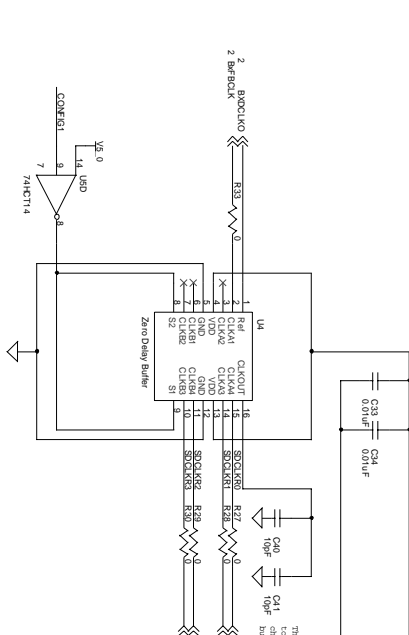 2 BXDCLKO
2 BxFBCLK
R33
0
CONFIG1
V5_0
14
9
7
8
U5D
74HCT14
U4
Zero Delay Buffer
1 Ref
2 CLKA1
3 CLKA2
4 VDD
5 GND
6 CLKB1
7 CLKB2
8 S2
CLKOUT 16
CLKA4 15
CLKA3 14
VDD 13
GND 12
CLKB4 11
CLKB3 10
S1 9
SDCLKR0 R27 0
SDCLKR1 R28 0
SDCLKR2 R29 0
SDCLKR3 R30 0
C33
0.01uF
C34
0.01uF
C40
10pF
C41
10pF